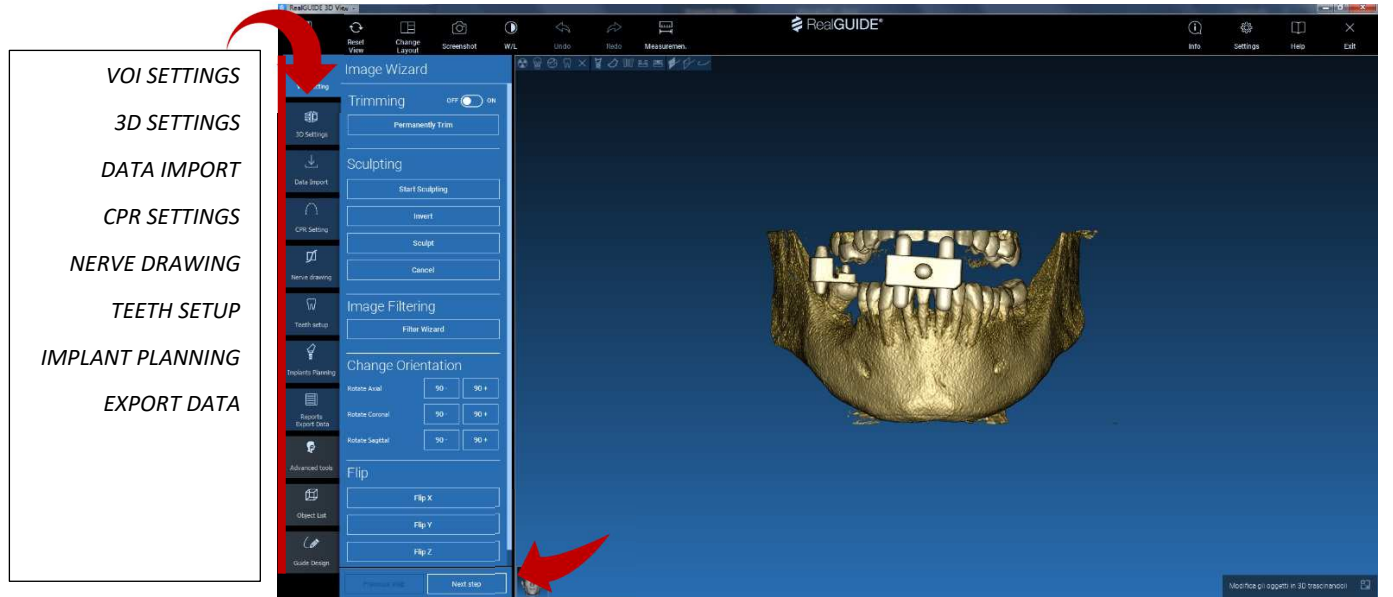 VOI SETTINGS
3D SETTINGS
DATA IMPORT
CPR SETTINGS
NERVE DRAWING
TEETH SETUP
IMPLANT PLANNING
EXPORT DATA
RealGUIDE 3D View
Reset View
Change Layout
Screenshot
W/L
Undo
Redo
Measuremen.
RealGUIDE
Info
Settings
Help
Exit
3D Settings
Data Import
CPR Setting
Nerve drawing
Teeth setup
Implants Planning
Reports
Export Data
Advanced tools
Object List
Guide Design
Image Wizard
Trimming OFF ON
Permanently Trim
Sculpting
Start Sculpting
Invert
Sculpt
Cancel
Image Filtering
Filter Wizard
Change Orientation
Rotate Axial 90- 90+
Rotate Coronal 90- 90+
Rotate Sagittal 90- 90+
Flip
Flip X
Flip Y
Flip Z
Next step
Modifica gli oggetti in 3D trascinandoli